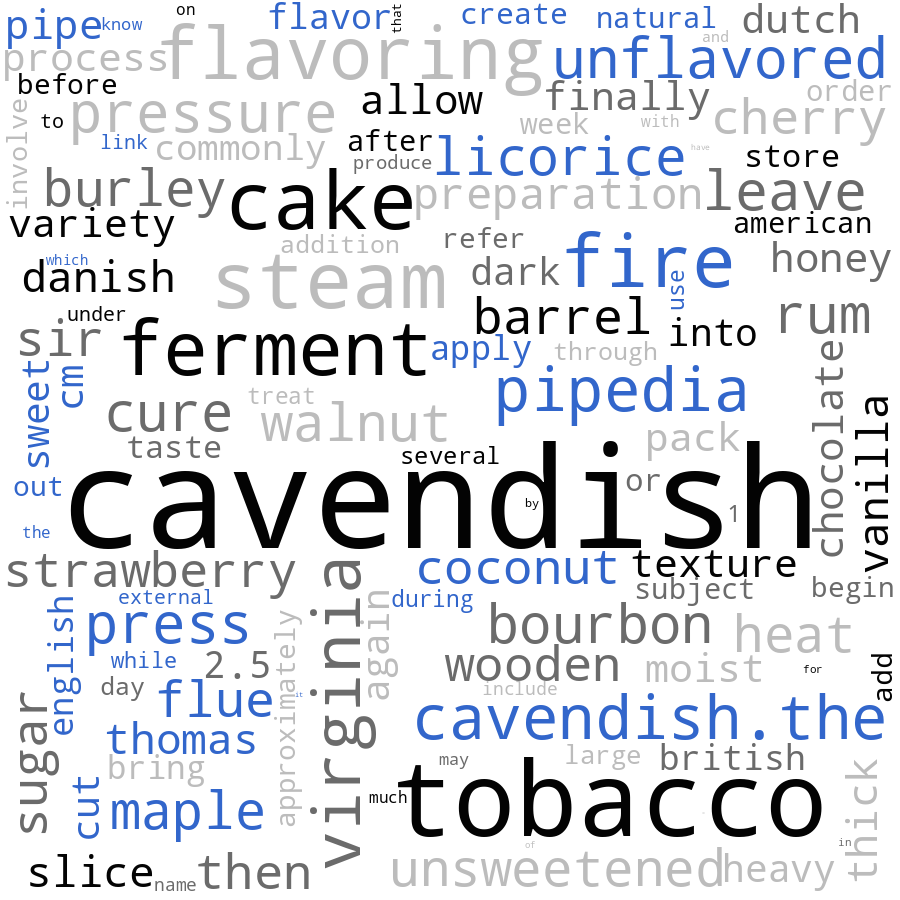 on
pipe
know
flavor
that
create
natural
dutch
process
flavoring
unflavored
and
before
allow
finally
order
to
pressure
week
with
cherry
involve
link
commonly
after
produce
licorice
have
store
burley
cake
preparation
leave
variety
american
which
addition
refer
fire
honey
danish
steam
dark
use
under
barrel
into
rum
sir
ferment
apply
through
sweet
cm
pipedia
chocolate
cure
treat
walnut
pack
vanilla
taste
several
or
out
cavendish
by
1
the
strawberry
coconut
texture
subject
begin
english
external
press
approximately
virginia
again
during
bourbon
heat
while
2.5
wooden
moist
for
add
day
flue
it
include
cavendish.the
sugar
thomas
bring
may
large
british
cut
maple
much
tobacco
thick
in
of
slice
name
then
unsweetened
heavy